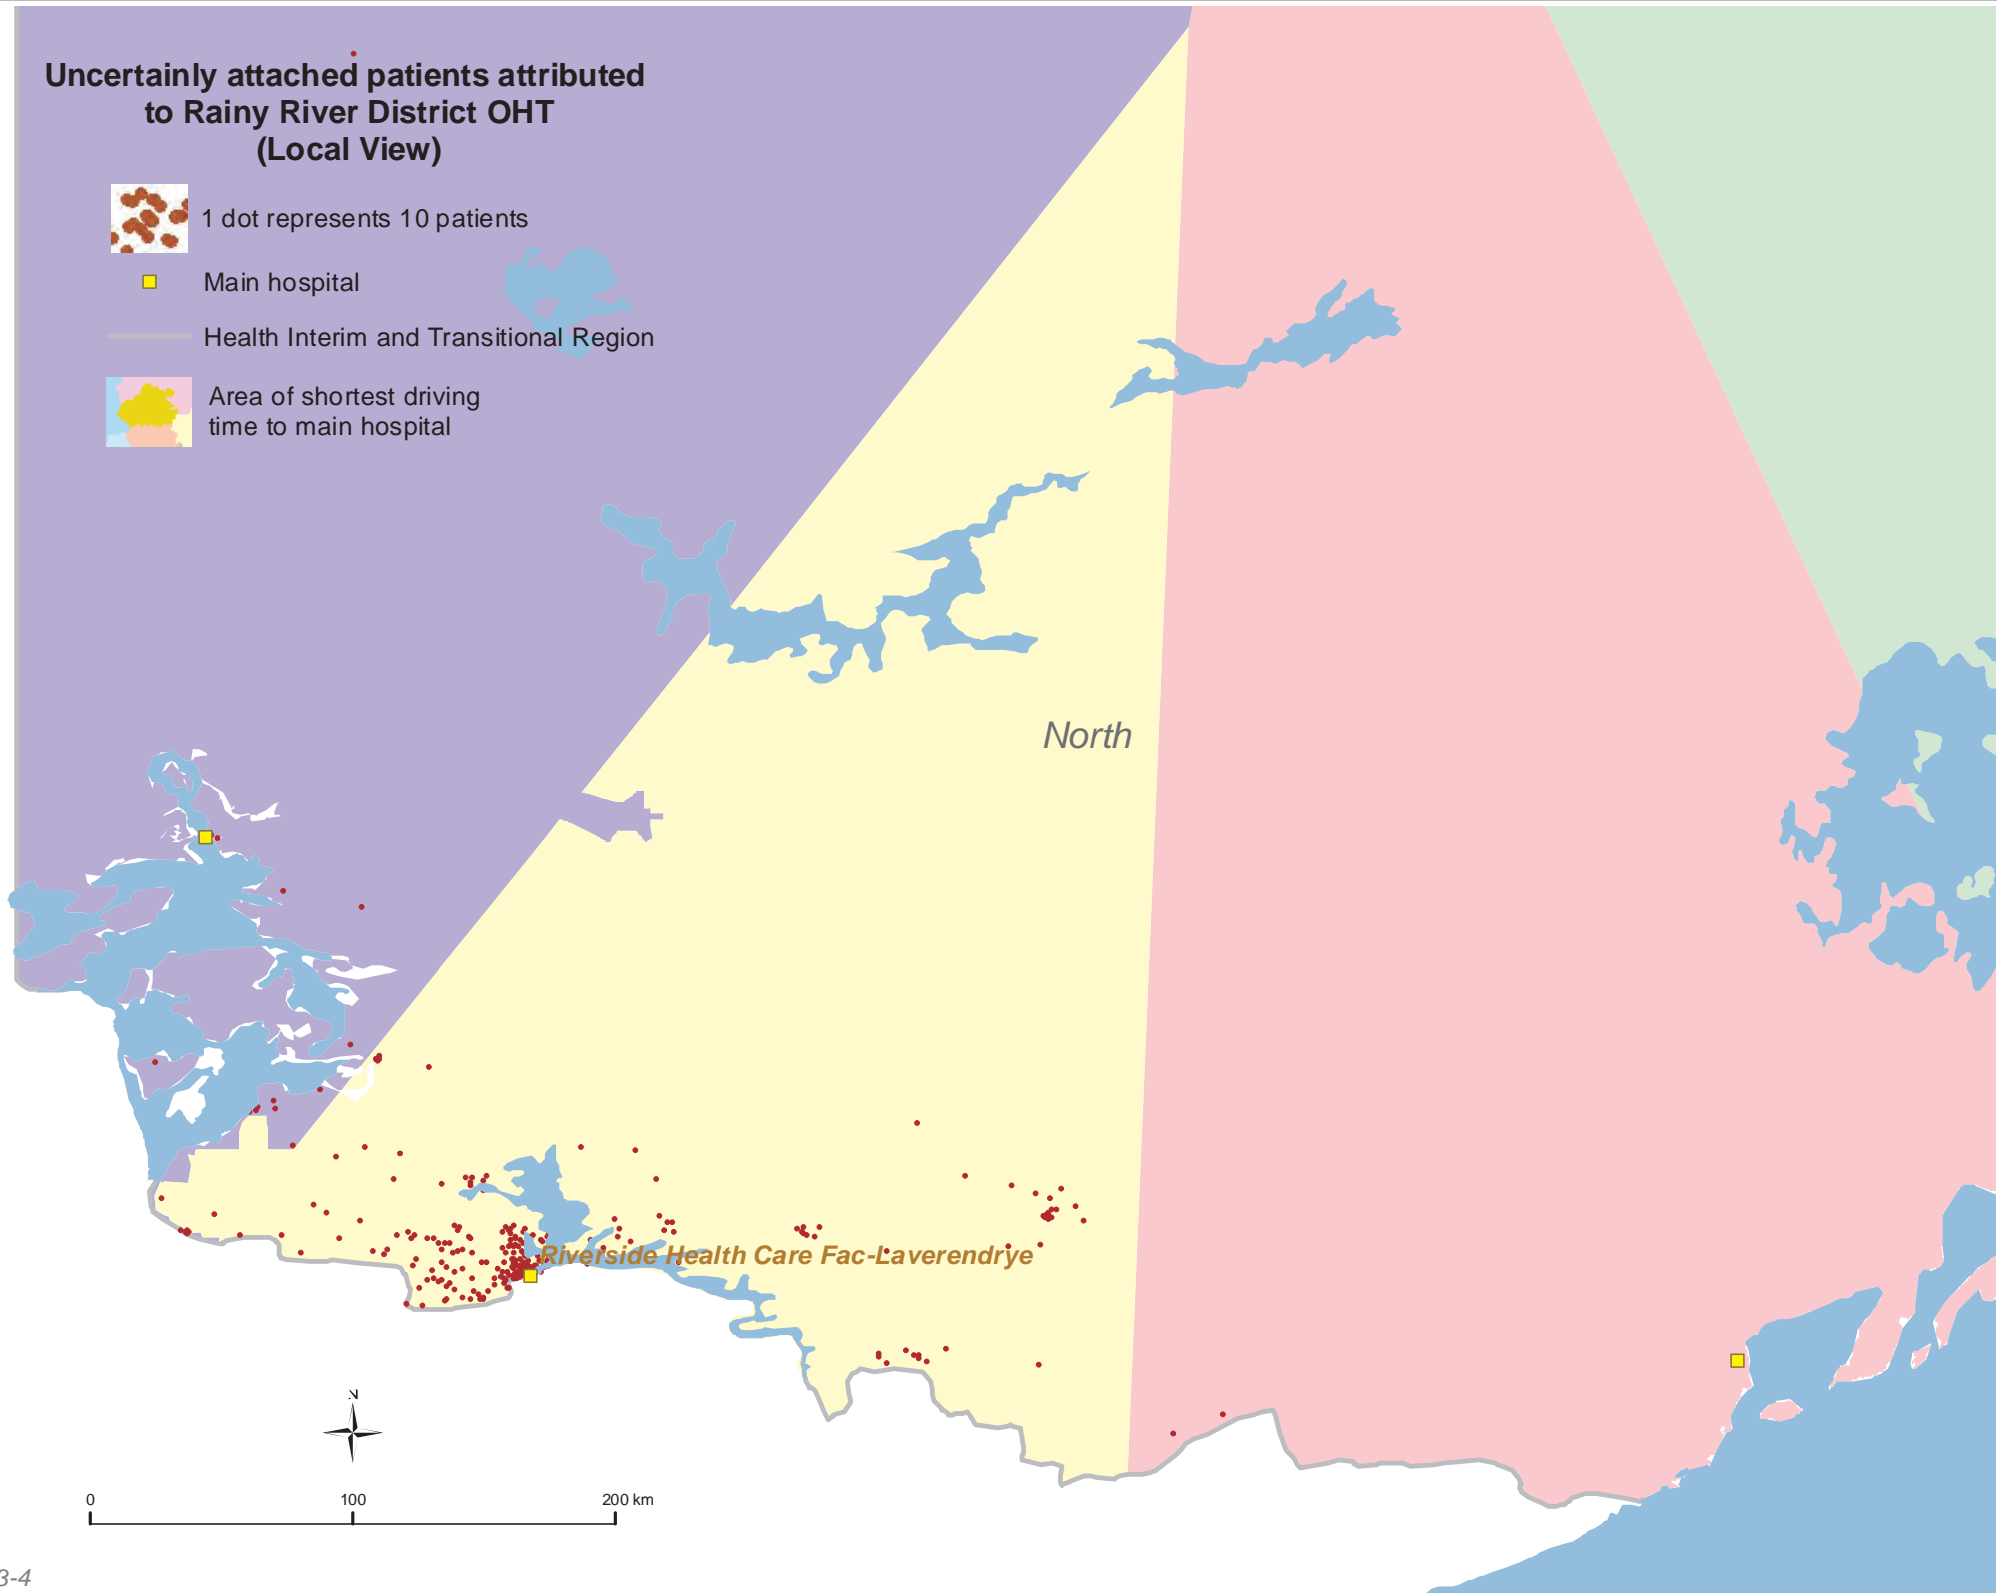 Uncertainly attached patients attributed
to Rainy River District OHT
(Local View)
1 dot represents 10 patients
Main hospital
Health Interim and Transitional Region
Area of shortest driving
time to main hospital
North
Riverside Health Care Fac-Laverendrye
N
0 100 200 km
3-4